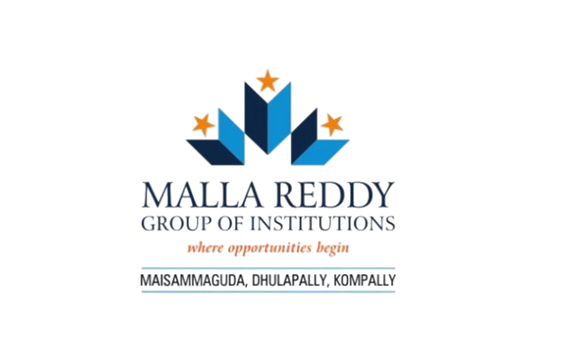 MALLA REDDY
GROUP OF INSTITUTIONS
where opportunities begin
MAISAMMAGUDA, DHULAPALLY, KOMPALLY